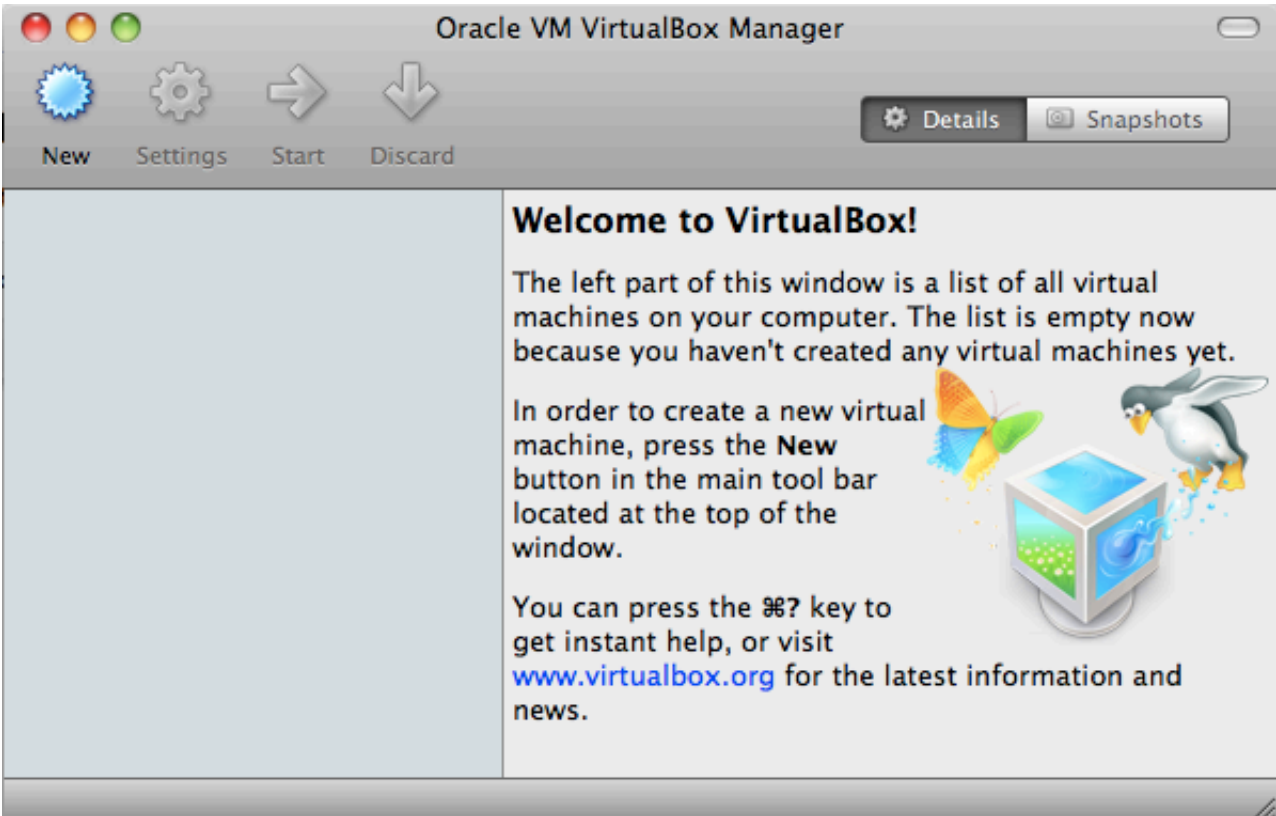 Oracle VM VirtualBox Manager
New Settings Start Discard
Details Snapshots
Welcome to VirtualBox!
The left part of this window is a list of all virtual
machines on your computer. The list is empty now
because you haven't created any virtual machines yet.
In order to create a new virtual
machine, press the New
button in the main tool bar
located at the top of the
window.
You can press the ⌘? key to
get instant help, or visit
www.virtualbox.org for the latest information and
news.